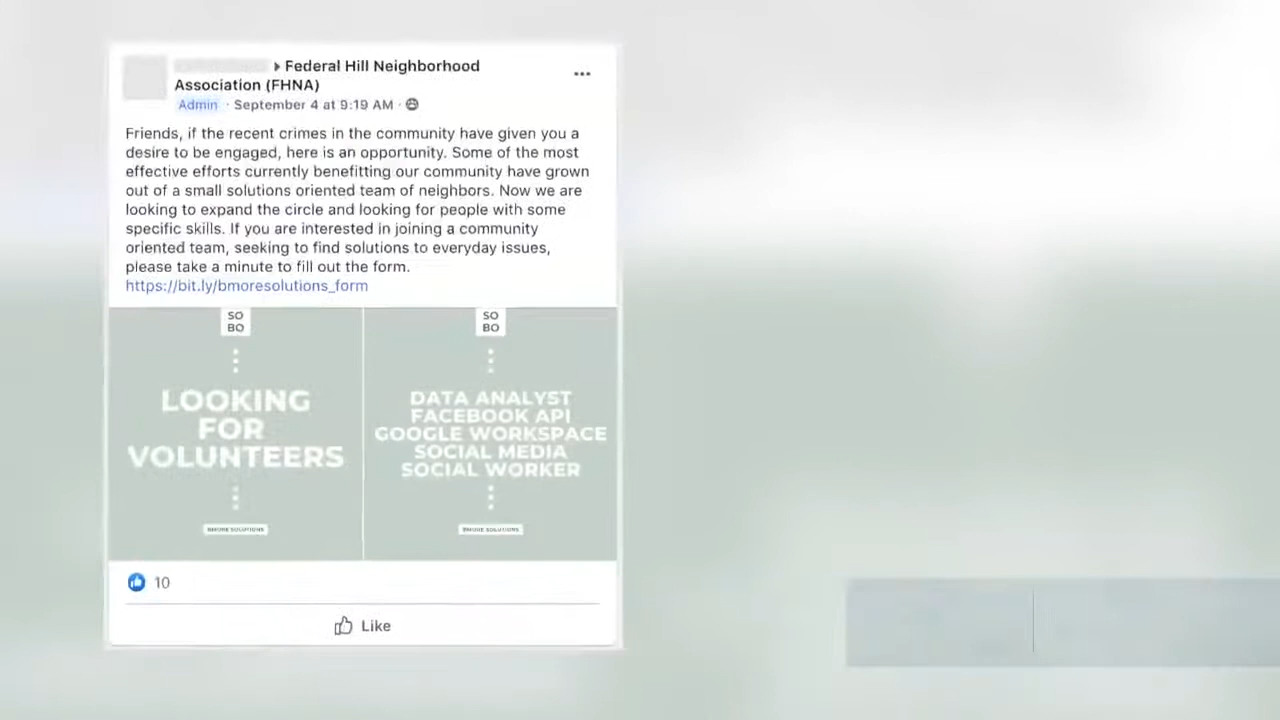 Federal Hill Neighborhood
Association (FHNA)
Admin · September 4 at 9:19 AM ·
Friends, if the recent crimes in the community have given you a
desire to be engaged, here is an opportunity. Some of the most
effective efforts currently benefitting our community have grown
out of a small solutions oriented team of neighbors. Now we are
looking to expand the circle and looking for people with some
specific skills. If you are interested in joining a community
oriented team, seeking to find solutions to everyday issues,
please take a minute to fill out the form.
https://bit.ly/bmoresolutions_form
SO
BO
LOOKING
FOR
VOLUNTEERS
BMORE SOLUTIONS
SO
BO
DATA ANALYST
FACEBOOK API
GOOGLE WORKSPACE
SOCIAL MEDIA
SOCIAL WORKER
BMORE SOLUTIONS
10
Like